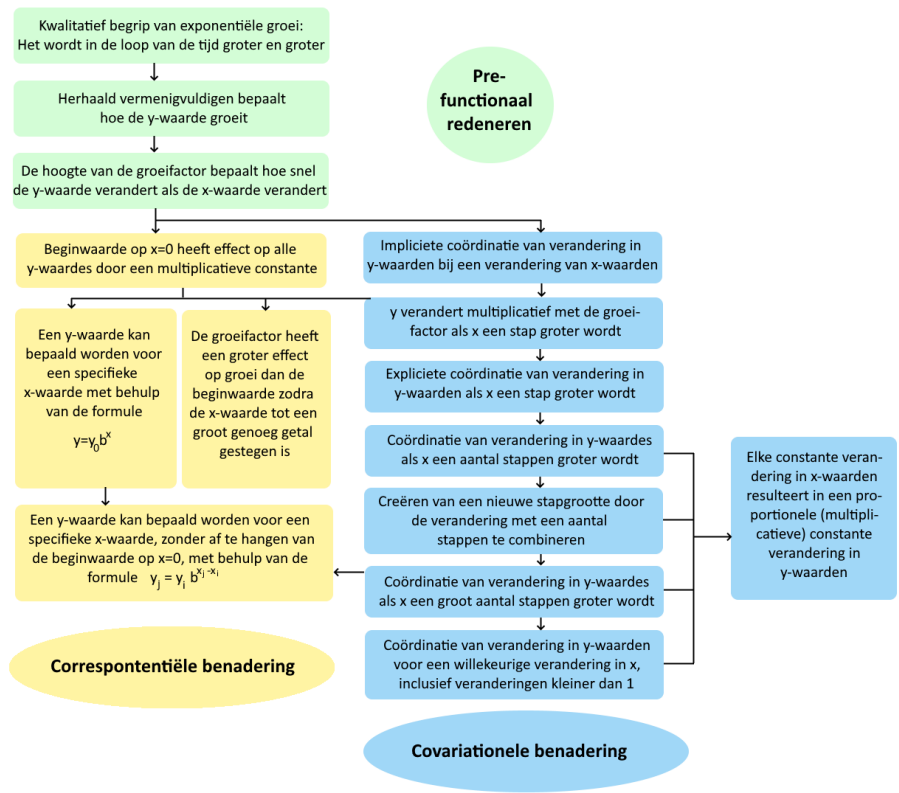 Kwalitatief begrip van exponentiële groei:
Het wordt in de loop van de tijd groter en groter
Herhaald vermenigvuldigen bepaalt
hoe de y-waarde groeit
De hoogte van de groeifactor bepaalt hoe snel
de y-waarde verandert als de x-waarde verandert
Pre-
functionaal
redeneren
Beginwaarde op x=0 heeft effect op alle
y-waardes door een multiplicatieve constante
Een y-waarde kan
bepaald worden voor
een specifieke
x-waarde met behulp
van de formule
y=y₀bˣ
De groeifactor heeft
een groter effect
op groei dan de
beginwaarde zodra
de x-waarde tot een
groot genoeg getal
gestegen is
Een y-waarde kan bepaald worden voor een
specifieke x-waarde, zonder af te hangen van
de beginwaarde op x=0, met behulp van de
formule y_j = y_i b^{x_j - x_i}
Correspontentiële benadering
Impliciete coördinatie van verandering in
y-waarden bij een verandering van x-waarden
y verandert multiplicatief met de groei-
factor als x een stap groter wordt
Expliciete coördinatie van verandering in
y-waarden als x een stap groter wordt
Coördinatie van verandering in y-waardes
als x een aantal stappen groter wordt
Creëren van een nieuwe stapgrootte door
de verandering met een aantal
stappen te combineren
Coördinatie van verandering in y-waardes
als x een groot aantal stappen groter wordt
Coördinatie van verandering in y-waarden
voor een willekeurige verandering in x,
inclusief veranderingen kleiner dan 1
Elke constante veran-
dering in x-waarden
resulteert in een pro-
portionele (multipli-
catieve) constante
verandering in
y-waarden
Covariationele benadering